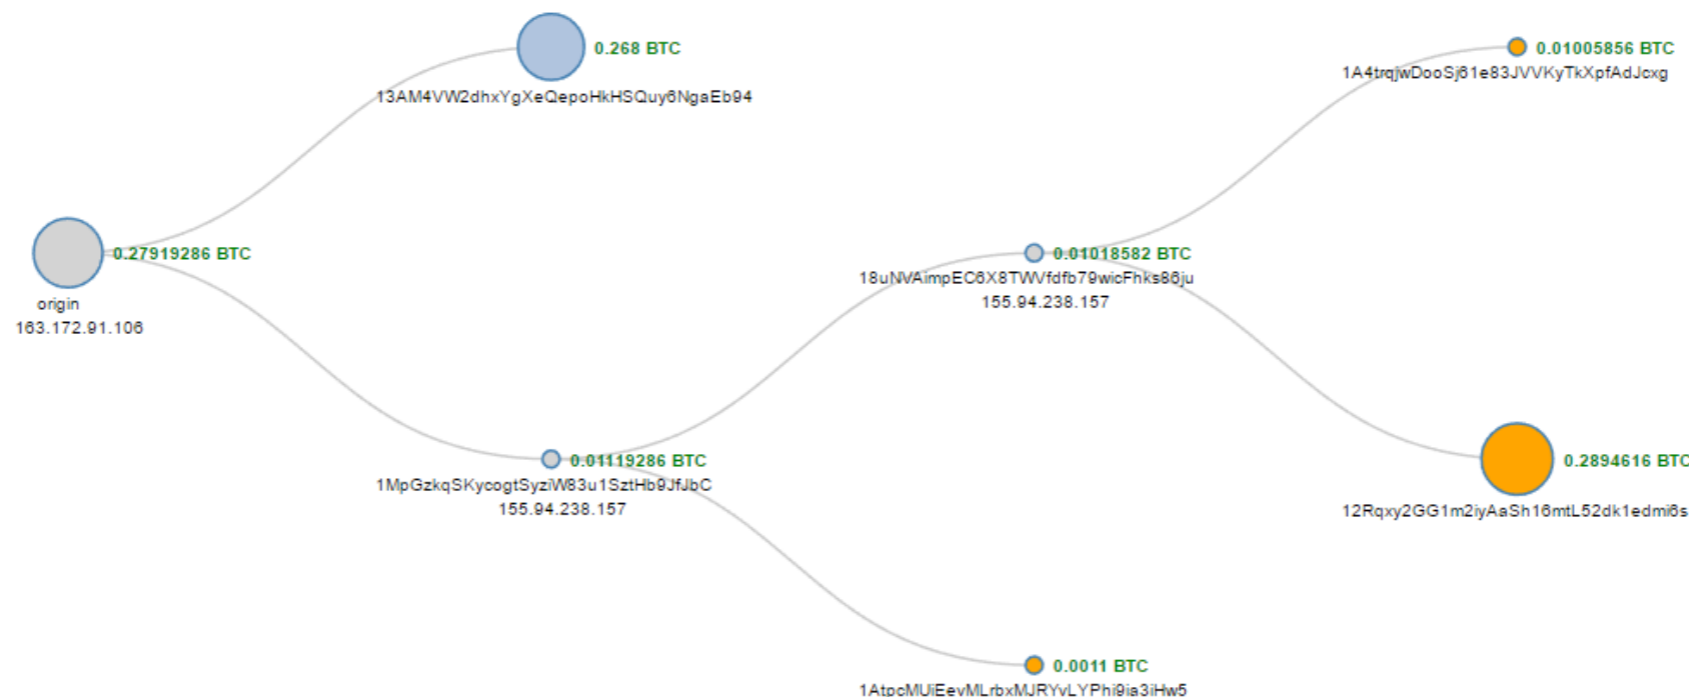 0.268 BTC
13AM4VW2dhxYgXeQepoHkHSQuy6NgaEb94
0.01005856 BTC
1A4trqjwDooSj61e83JVVKyTkXpfAdJcxg
0.27919286 BTC
origin
163.172.91.106
0.01018582 BTC
18uNVAimpEC6X8TWVfdfb79wicFhks86ju
155.94.238.157
0.01119286 BTC
1MpGzkqSKycogtSyziW83u1SztHb9JfJbC
155.94.238.157
0.2894616 BTC
12Rqxy2GG1m2iyAaSh16mtL52dk1edmi6s
0.0011 BTC
1AtpcMUiEevMLrbxMJRYvLYPhi9ia3iHw5